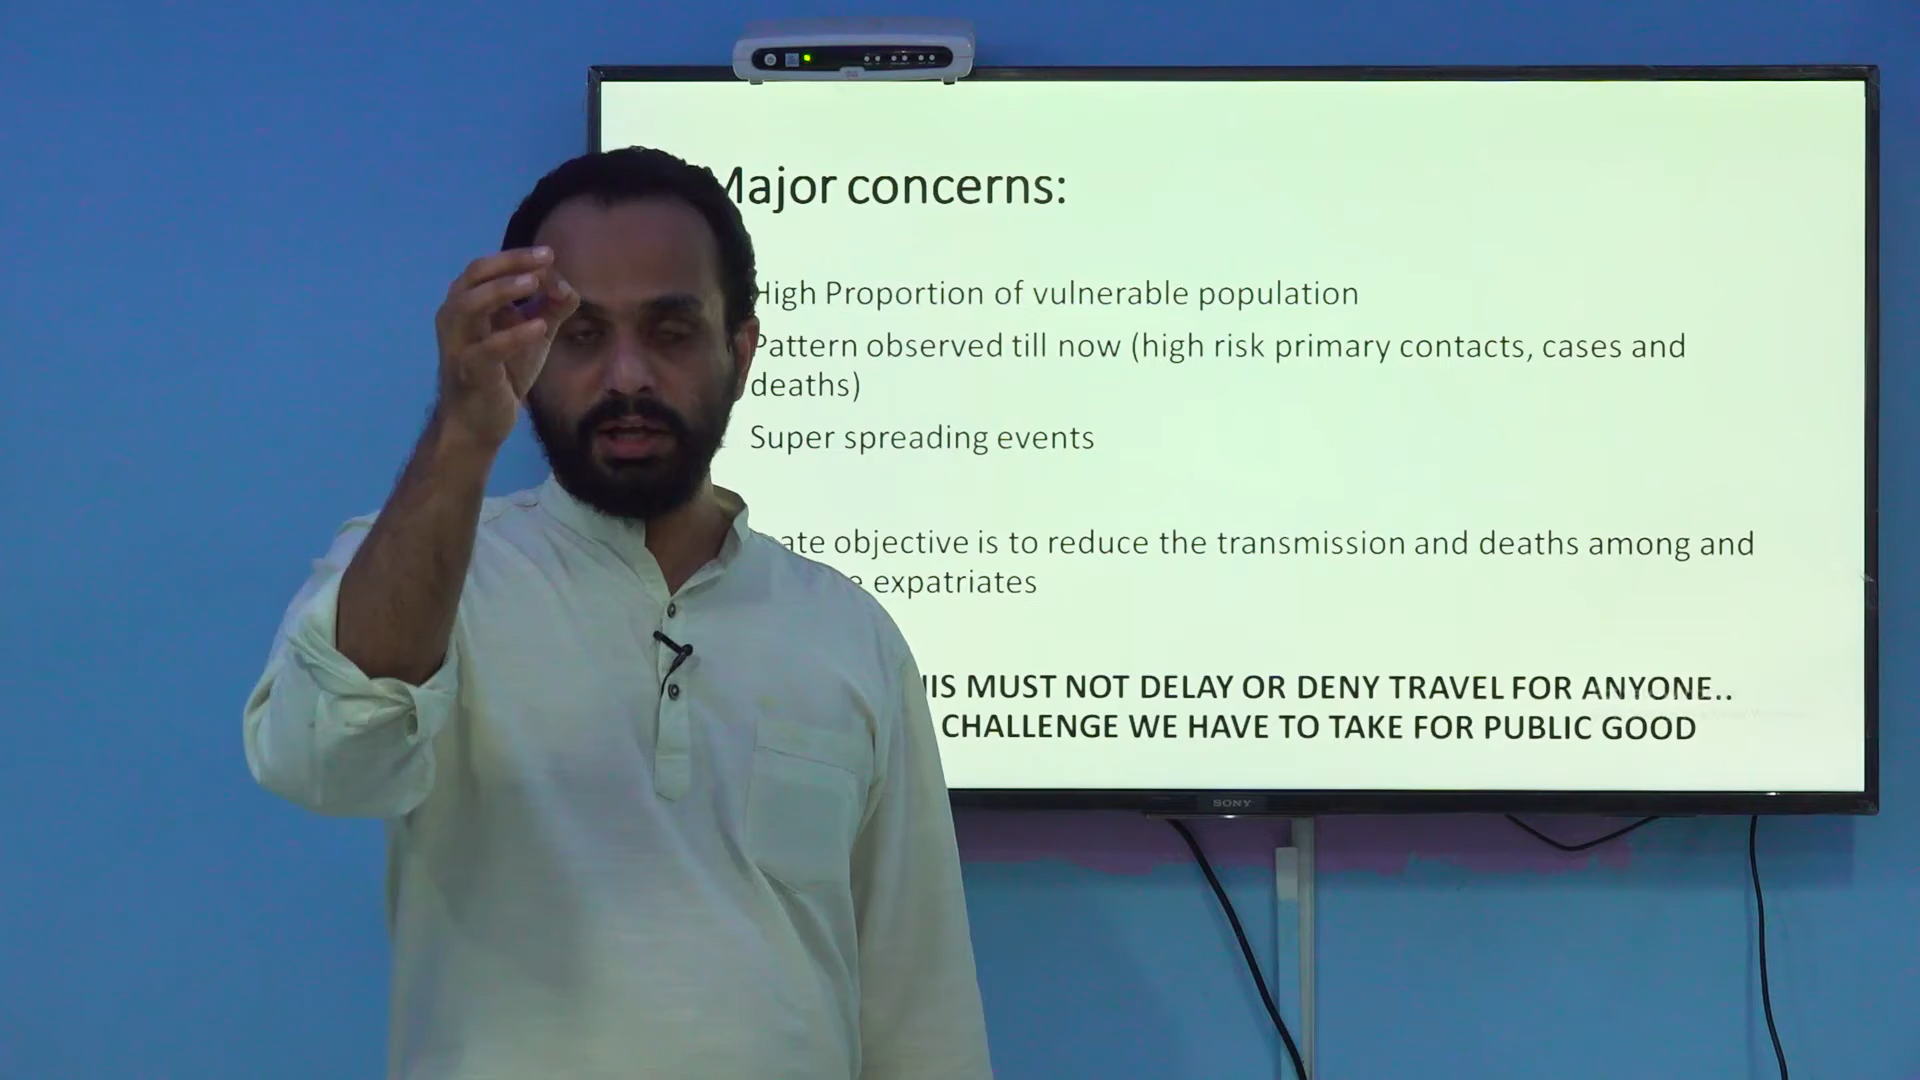 Major concerns:
High Proportion of vulnerable population
Pattern observed till now (high risk primary contacts, cases and
deaths)
Super spreading events
objective is to reduce the transmission and deaths among and
expatriates
MUST NOT DELAY OR DENY TRAVEL FOR ANYONE..
CHALLENGE WE HAVE TO TAKE FOR PUBLIC GOOD
SONY